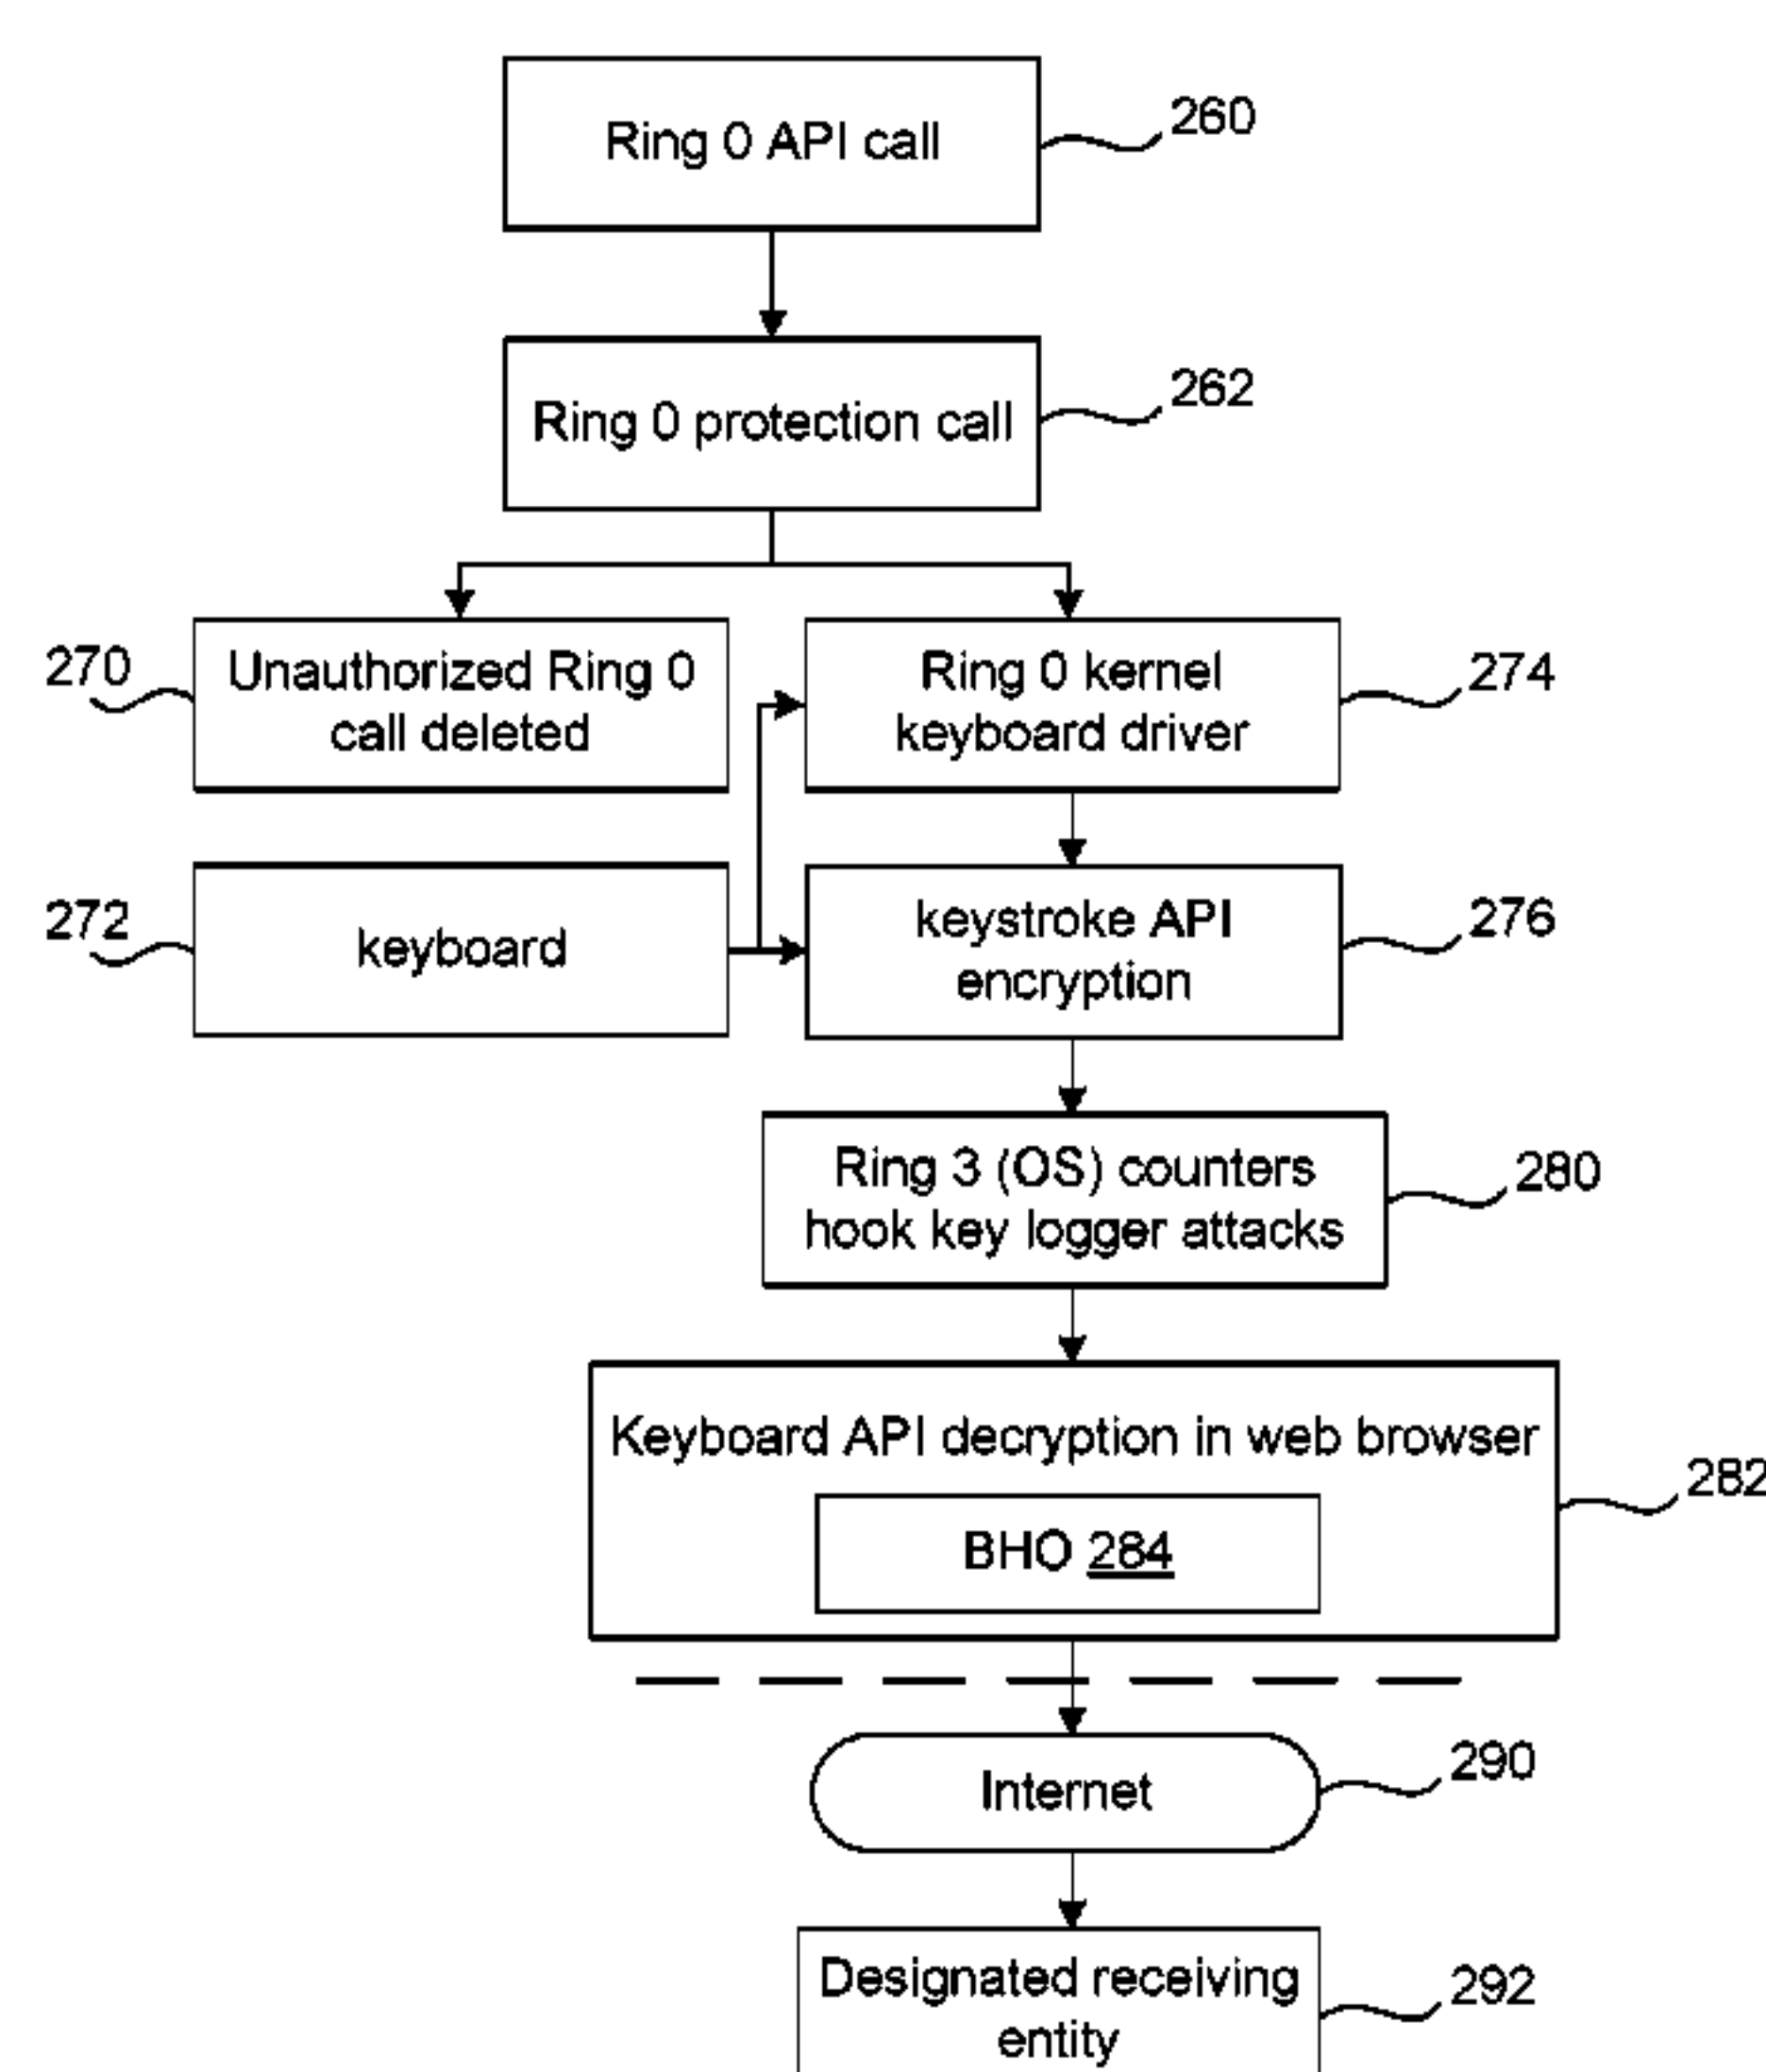 Ring 0 API call
260
Ring 0 protection call
262
270
Unauthorized Ring 0
call deleted
Ring 0 kernel
keyboard driver
274
272
keyboard
keystroke API
encryption
276
Ring 3 (OS) counters
hook key logger attacks
280
Keyboard API decryption in web browser
282
BHO 284
Internet
290
Designated receiving
entity
292